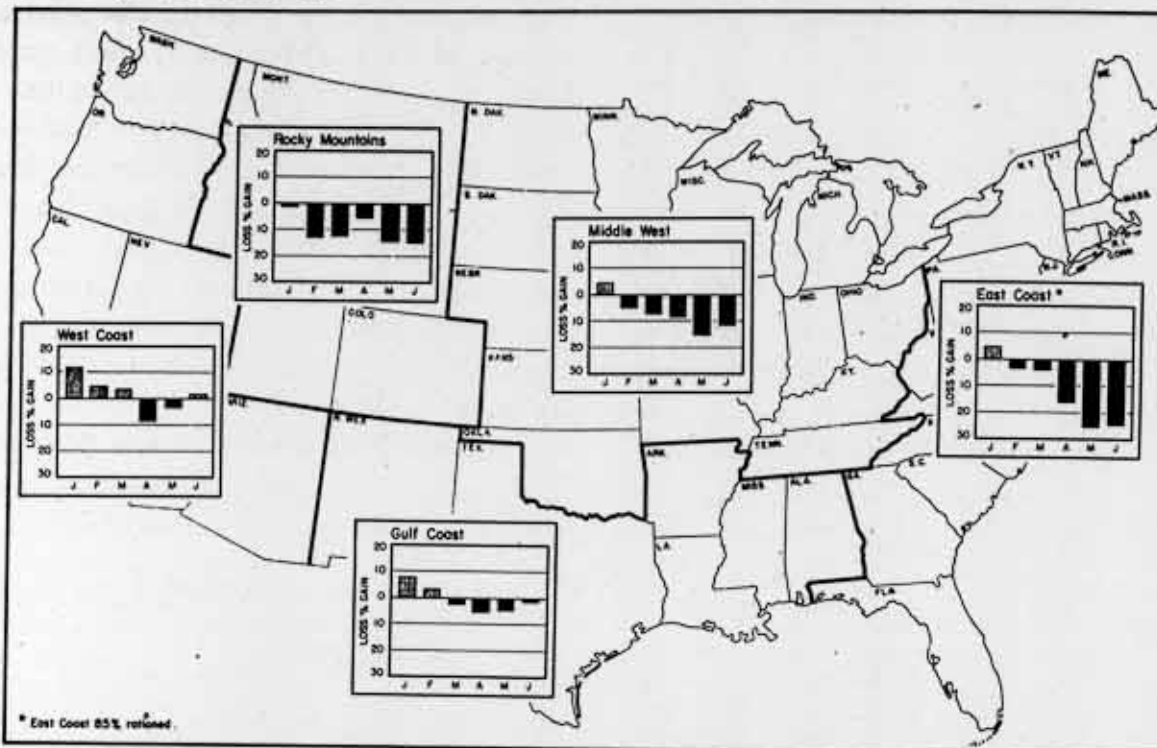 WASH.
MONT.
OR.
N. DAK.
MINN.
ME.
Rocky Mountains
20
10
0
10
20
30
LOSS % GAIN
J F M A M J
S. DAK.
WISC.
MICH.
N.Y.
VT.
N.H.
MASS.
R.I.
CONN.
N.J.
CAL.
NEV.
NEBR.
Middle West
20
10
0
10
20
30
LOSS % GAIN
J F M A M J
IND.
OHIO
PA.
KY.
East Coast *
20
10
0
10
20
30
LOSS % GAIN
J F M A M J
West Coast
20
10
0
10
20
30
LOSS % GAIN
J F M A M J
COLO.
KANS.
ARIZ.
N. MEX.
OKLA.
TEX.
ARK.
TENN.
MISS.
ALA.
GA.
S.C.
LA.
FLA.
Gulf Coast
20
10
0
10
20
30
LOSS % GAIN
J F M A M J
* East Coast 85% rationed.